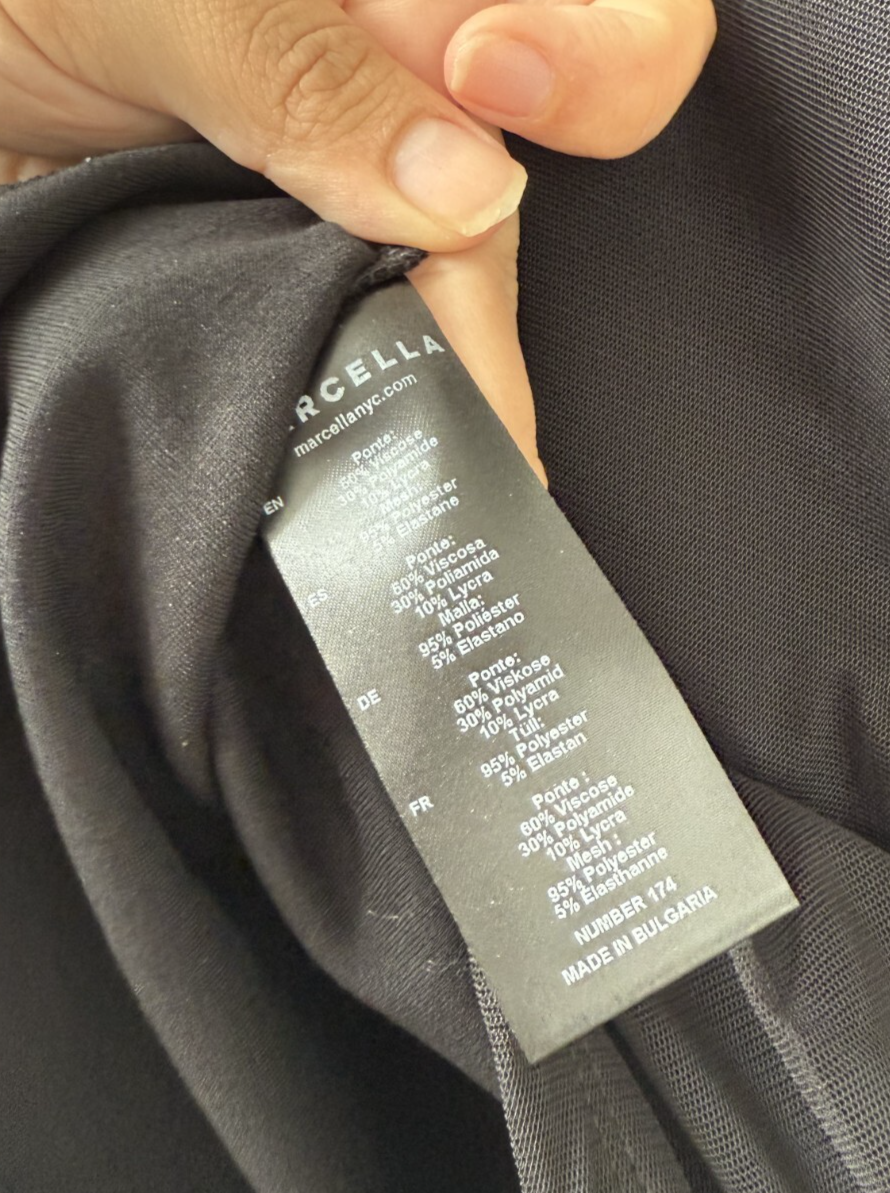 RCELLA
marcellanyc.com
EN
Ponte:
60% Viscose
30% Polyamide
10% Lycra
Mesh:
95% Polyester
5% Elastane
ES
Ponte:
60% Viscosa
30% Poliamida
10% Lycra
Malla:
95% Poliéster
5% Elastano
DE
Ponte:
60% Viskose
30% Polyamid
10% Lycra
Tüll:
95% Polyester
5% Elastan
FR
Ponte :
60% Viscose
30% Polyamide
10% Lycra
Mesh :
95% Polyester
5% Élasthanne
NUMBER 174
MADE IN BULGARIA